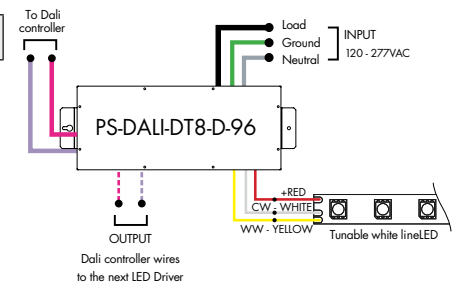 To Dali
controller
Load
Ground
Neutral
INPUT
120 - 277VAC
PS-DALI-DT8-D-96
+RED
CW - WHITE
WW - YELLOW
Tunable white lineLED
OUTPUT
Dali controller wires
to the next LED Driver